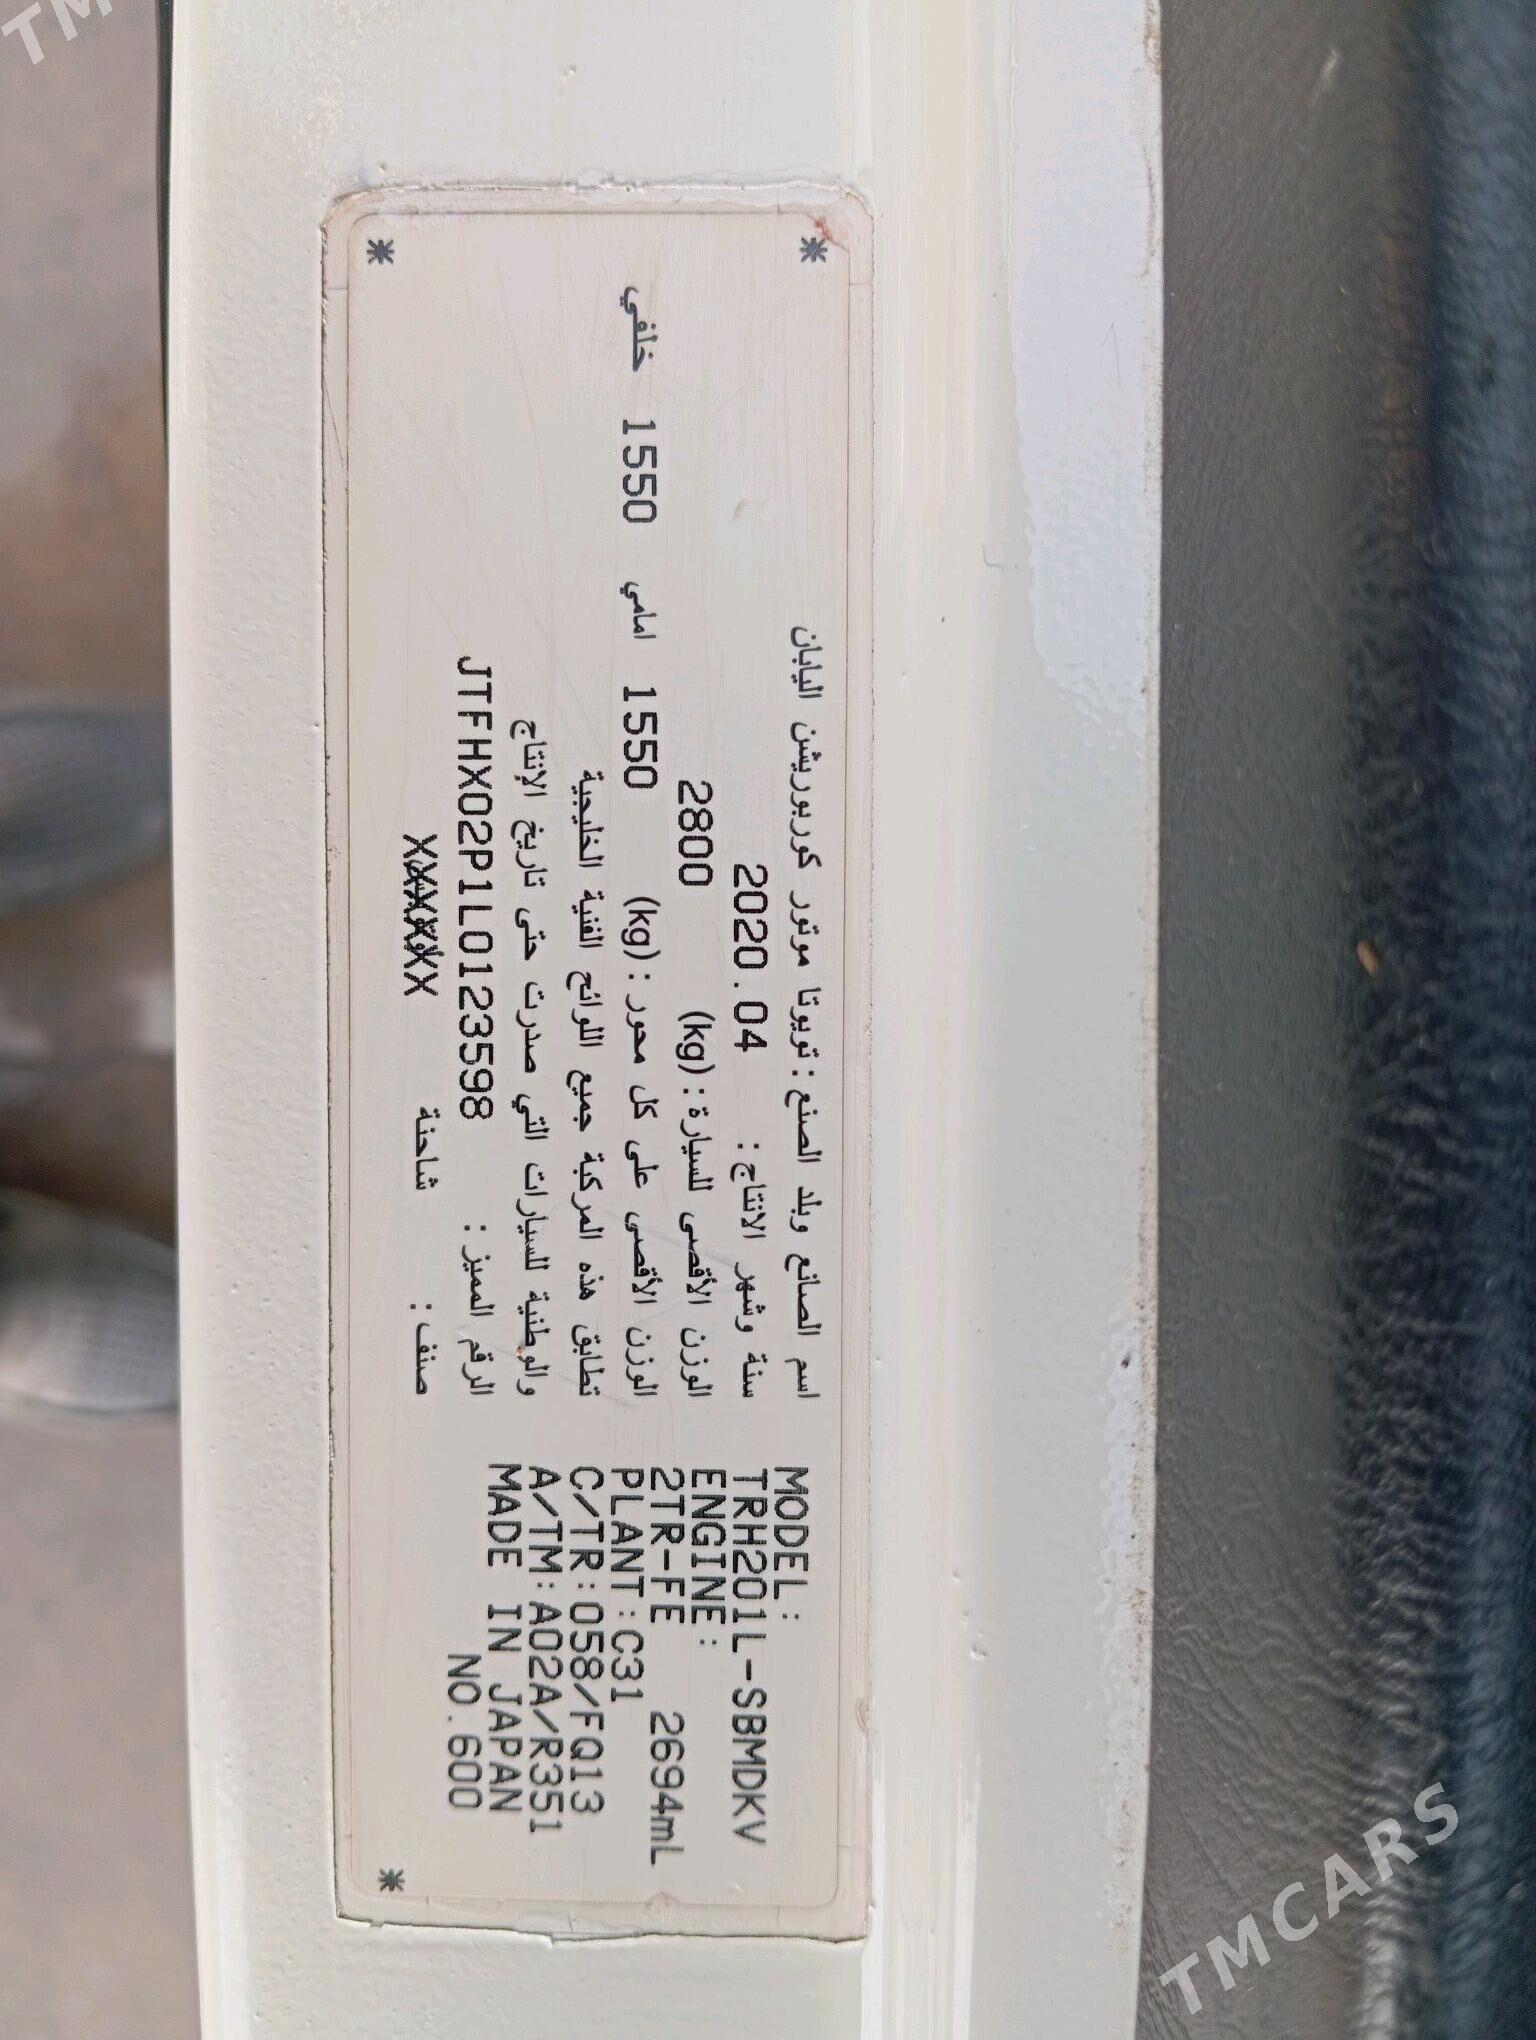 اسم الصانع وبلد الصنع : تويوتا موتور كوربوريشن اليابان
سنة وشهر الانتاج : 2020.04
الوزن الأقصى للسيارة : (kg) 2800
الوزن الأقصى على كل محور : (kg) 1550 امامي 1550 خلفي
تطابق هذه المركبة جميع اللوائح الفنية الخليجية
والوطنية للسيارات التي صدرت حتى تاريخ الإنتاج
الرقم المميز : JTFHX02P1L0123598
صنف : شاحنة
MODEL:
TRH201L-SBMDKV
ENGINE:
2TR-FE 2694mL
PLANT:C31
C/TR:058/FQ13
A/TM:A02A/R351
MADE IN JAPAN
NO.600
TMCARS
TM